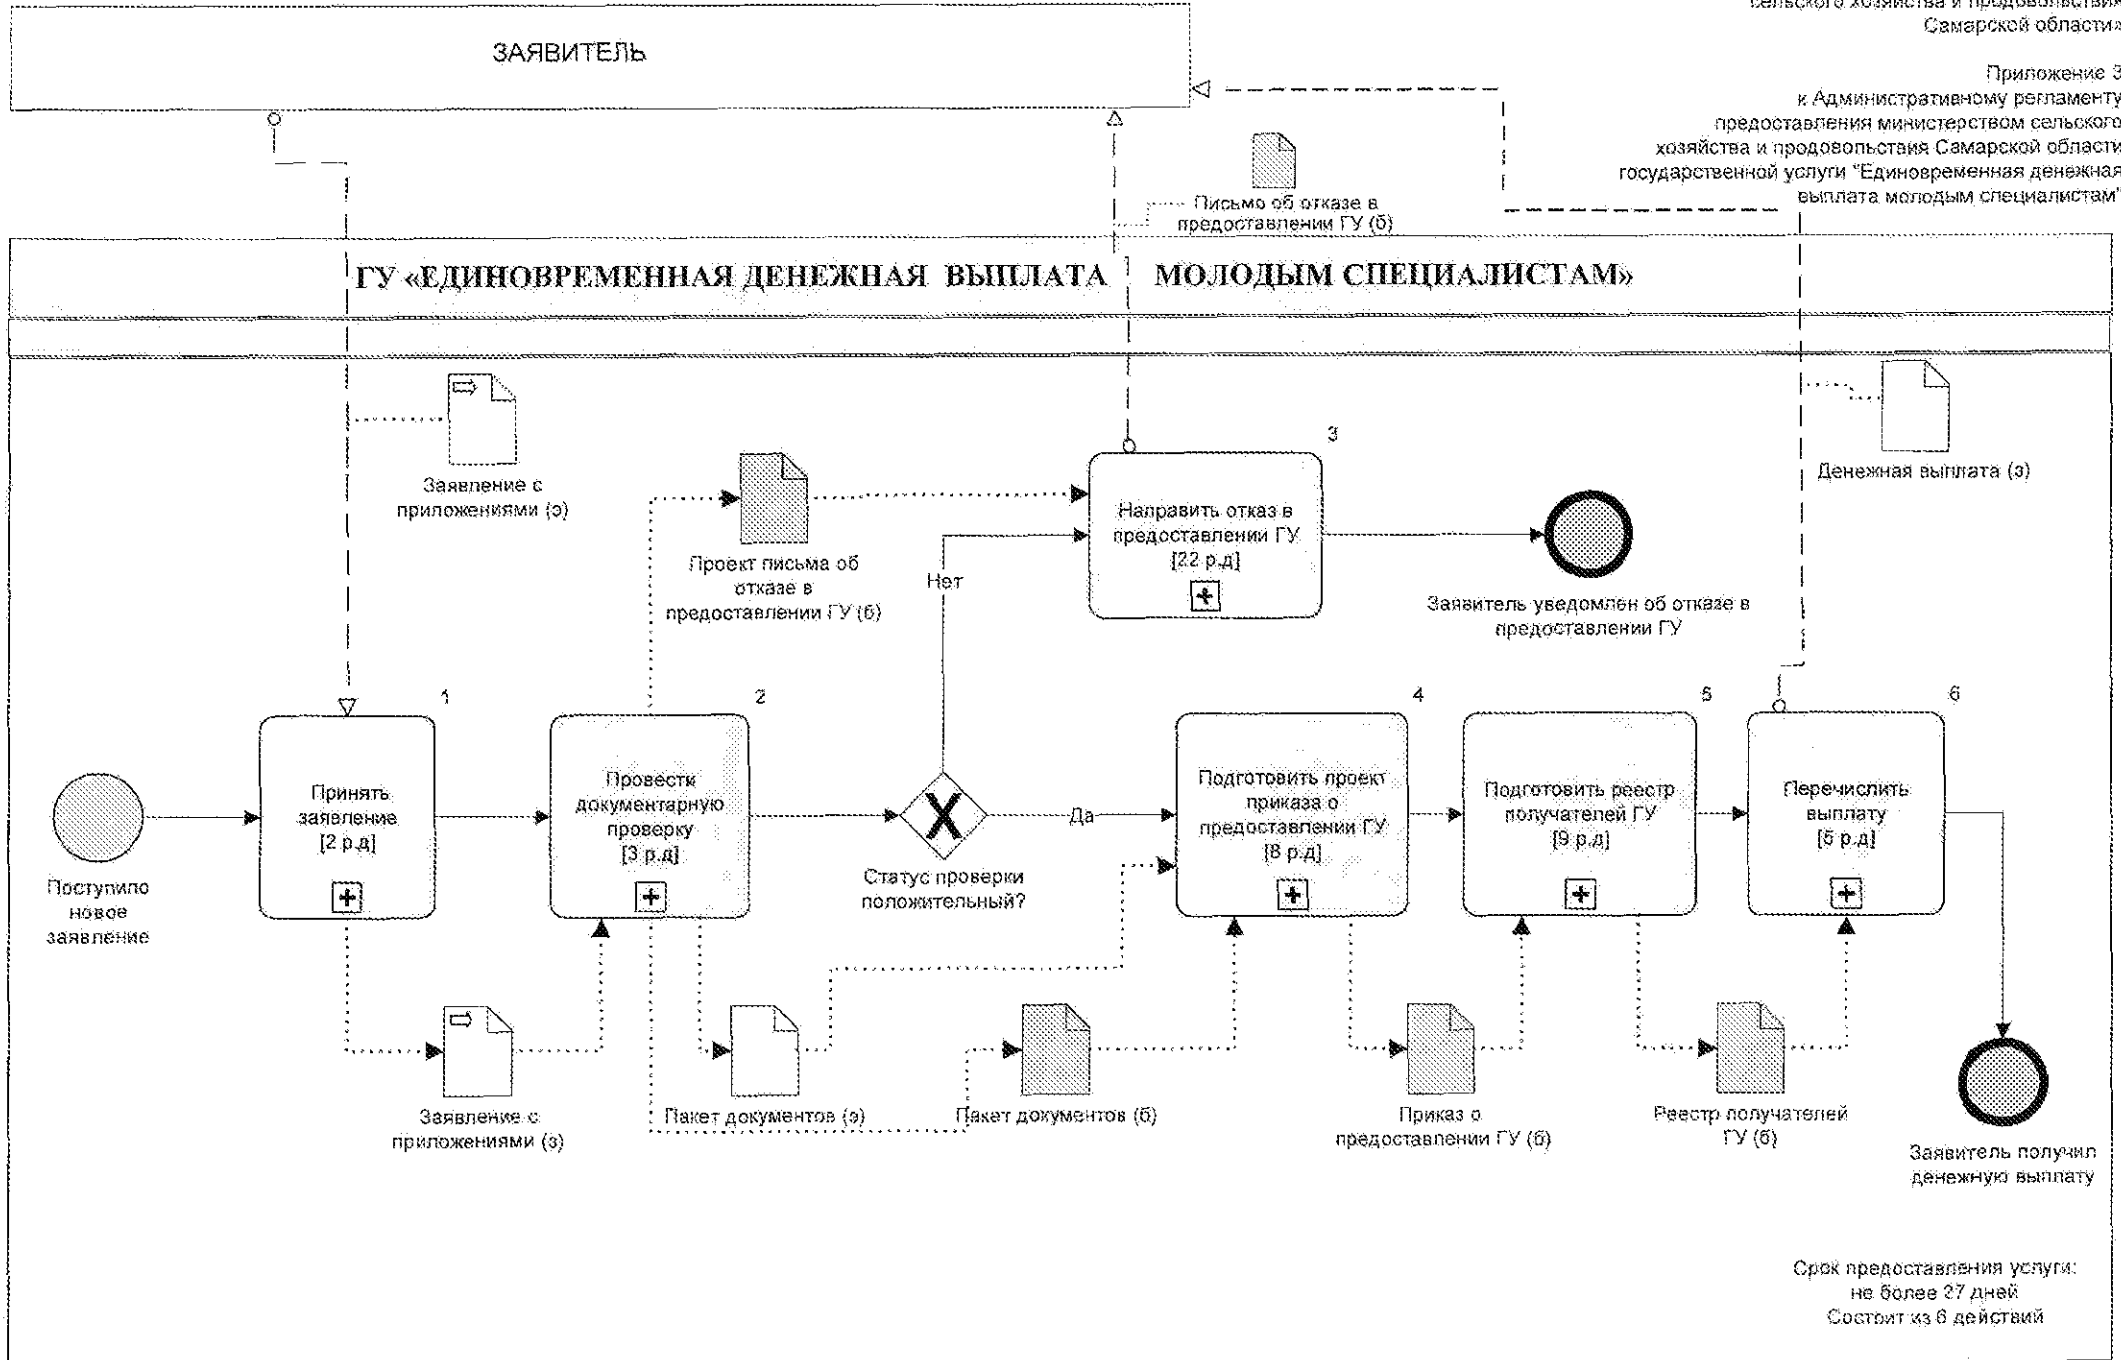 сельского хозяйства и продовольствия
Самарской области»
Приложение 3
к Административному регламенту
предоставления министерством сельского
хозяйства и продовольствия Самарской области
государственной услуги "Единовременная денежная
выплата молодым специалистам"
ЗАЯВИТЕЛЬ
Письмо об отказе в
предоставлении ГУ (б)
ГУ «ЕДИНОВРЕМЕННАЯ ДЕНЕЖНАЯ ВЫПЛАТА МОЛОДЫМ СПЕЦИАЛИСТАМ»
Заявление с
приложениями (э)
Проект письма об
отказе в
предоставлении ГУ (б)
Нет
3
Направить отказ в
предоставлении ГУ
[22 р.д]
Заявитель уведомлен об отказе в
предоставлении ГУ
Денежная выплата (э)
Поступило
новое
заявление
1
Принять
заявление
[2 р.д]
2
Провести
документарную
проверку
[3 р.д]
X
Статус проверки
положительный?
Да
4
Подготовить проект
приказа о
предоставлении ГУ
[8 р.д]
5
Подготовить реестр
получателей ГУ
[9 р.д]
6
Перечислить
выплату
[5 р.д]
Заявление с
приложениями (э)
Пакет документов (э)
Пакет документов (б)
Приказ о
предоставлении ГУ (б)
Реестр получателей
ГУ (б)
Заявитель получил
денежную выплату
Срок предоставления услуги:
не более 27 дней
Состоит из 6 действий